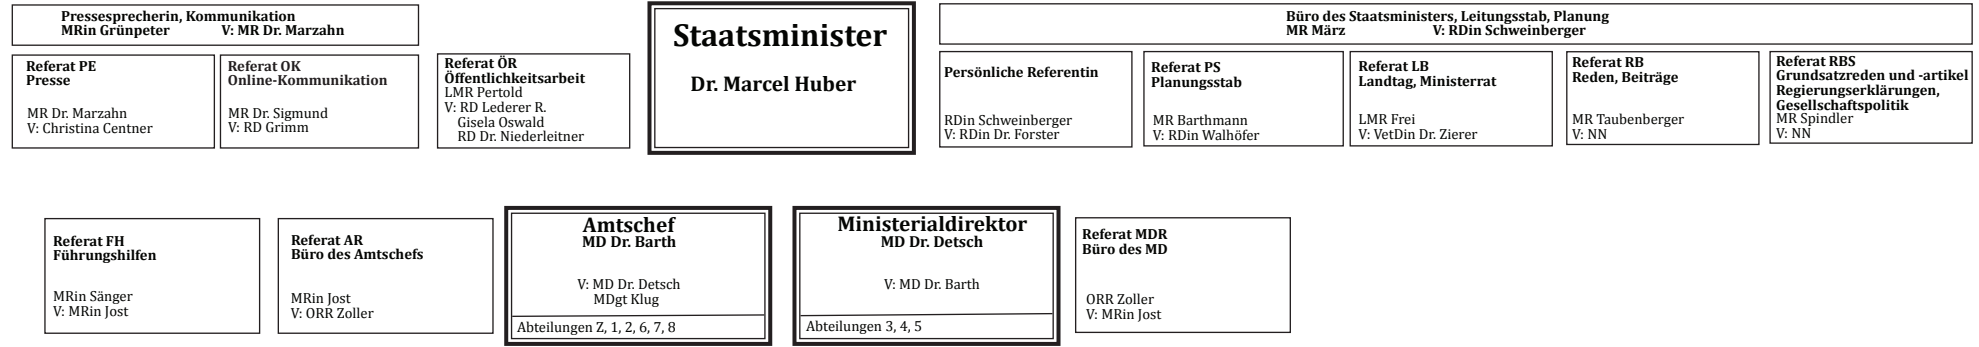 Pressesprecherin, Kommunikation
MRin Grünpeter V: MR Dr. Marzahn
Referat PE
Presse
MR Dr. Marzahn
V: Christina Centner
Referat OK
Online-Kommunikation
MR Dr. Sigmund
V: RD Grimm
Referat ÖR
Öffentlichkeitsarbeit
LMR Pertold
V: RD Lederer R.
Gisela Oswald
RD Dr. Niederleitner
Staatsminister
Dr. Marcel Huber
Büro des Staatsministers, Leitungsstab, Planung
MR März V: RDin Schweinberger
Persönliche Referentin
RDin Schweinberger
V: RDin Dr. Forster
Referat PS
Planungsstab
MR Barthmann
V: RDin Walhöfer
Referat LB
Landtag, Ministerrat
LMR Frei
V: VetDin Dr. Zierer
Referat RB
Reden, Beiträge
MR Taubenberger
V: NN
Referat RBS
Grundsatzreden und -artikel
Regierungserklärungen,
Gesellschaftspolitik
MR Spindler
V: NN
Referat FH
Führungshilfen
MRin Sänger
V: MRin Jost
Referat AR
Büro des Amtschefs
MRin Jost
V: ORR Zoller
Amtschef
MD Dr. Barth
V: MD Dr. Detsch
MDgt Klug
Abteilungen Z, 1, 2, 6, 7, 8
Ministerialdirektor
MD Dr. Detsch
V: MD Dr. Barth
Abteilungen 3, 4, 5
Referat MDR
Büro des MD
ORR Zoller
V: MRin Jost